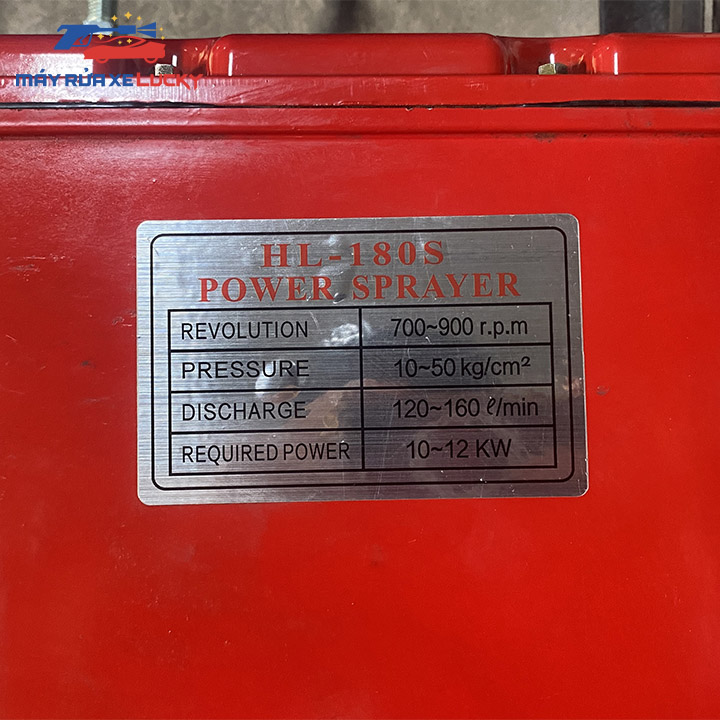 MÁY RỬA XE LUCKY
HL-180S
POWER SPRAYER
REVOLUTION 700~900 r.p.m
PRESSURE 10~50 kg/cm²
DISCHARGE 120~160 ℓ/min
REQUIRED POWER 10~12 KW